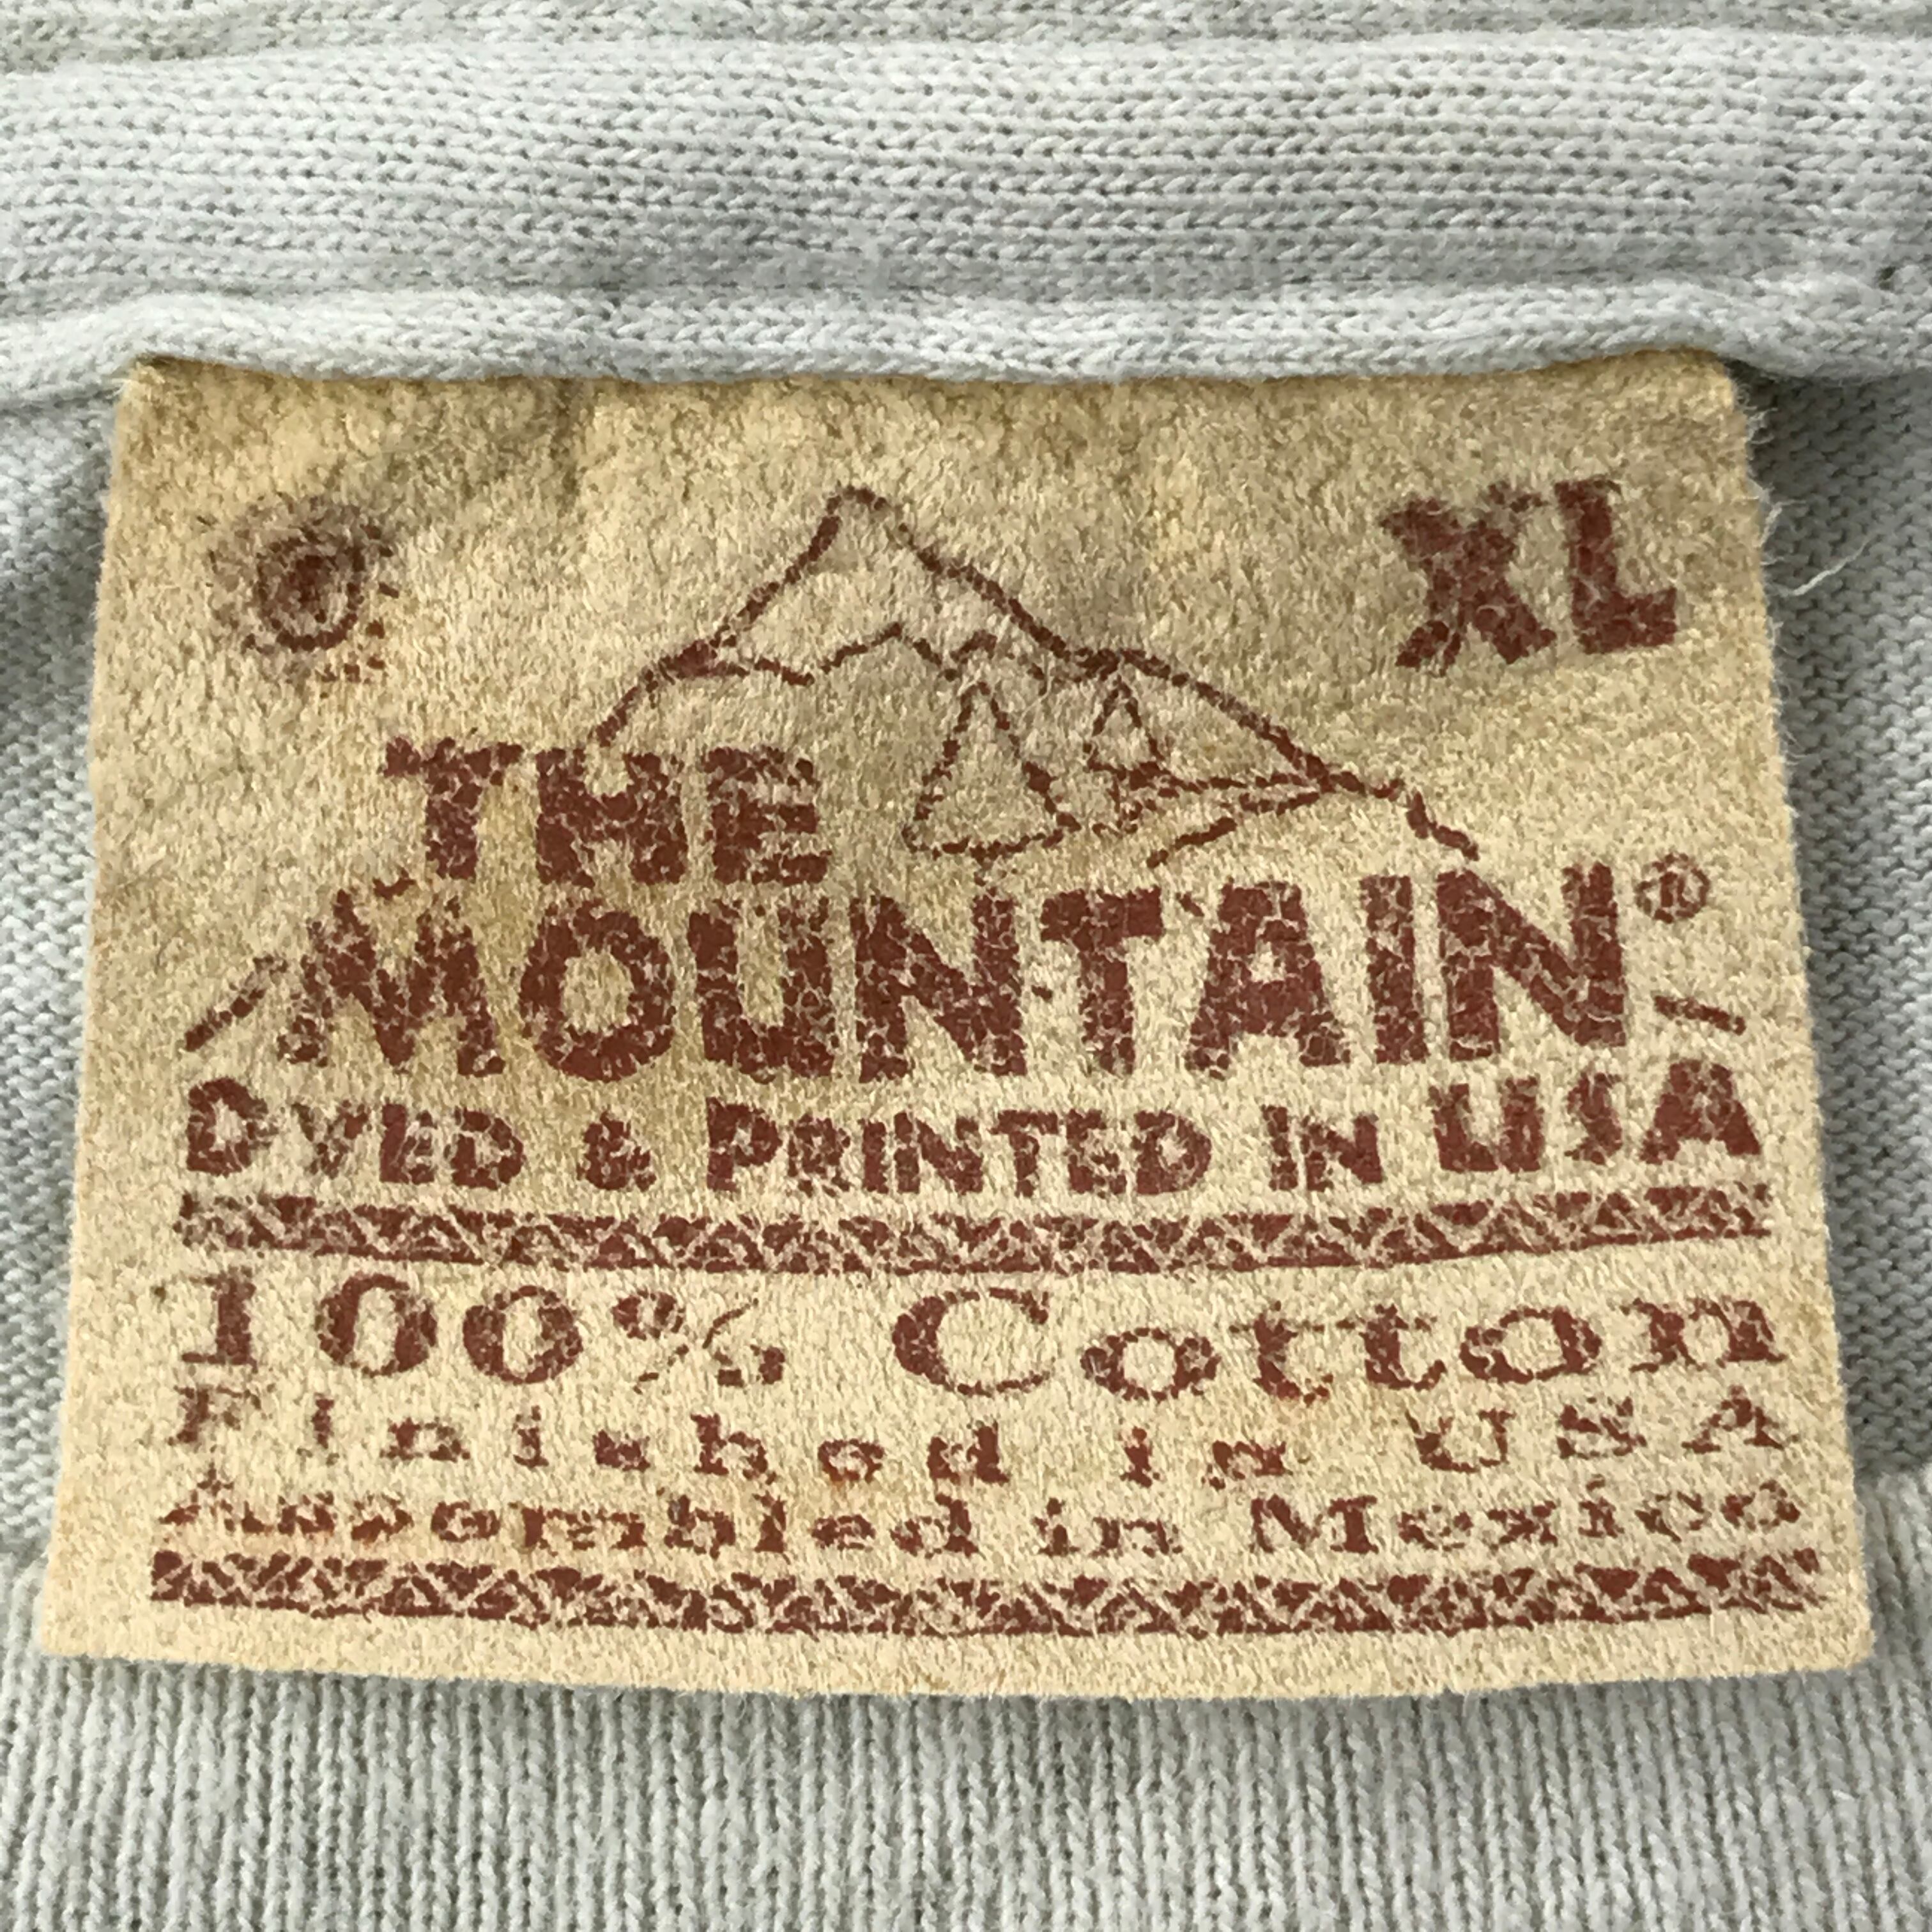 XL
THE
MOUNTAIN®
DYED & PRINTED IN USA
100% Cotton
Finished in USA
Assembled in Mexico